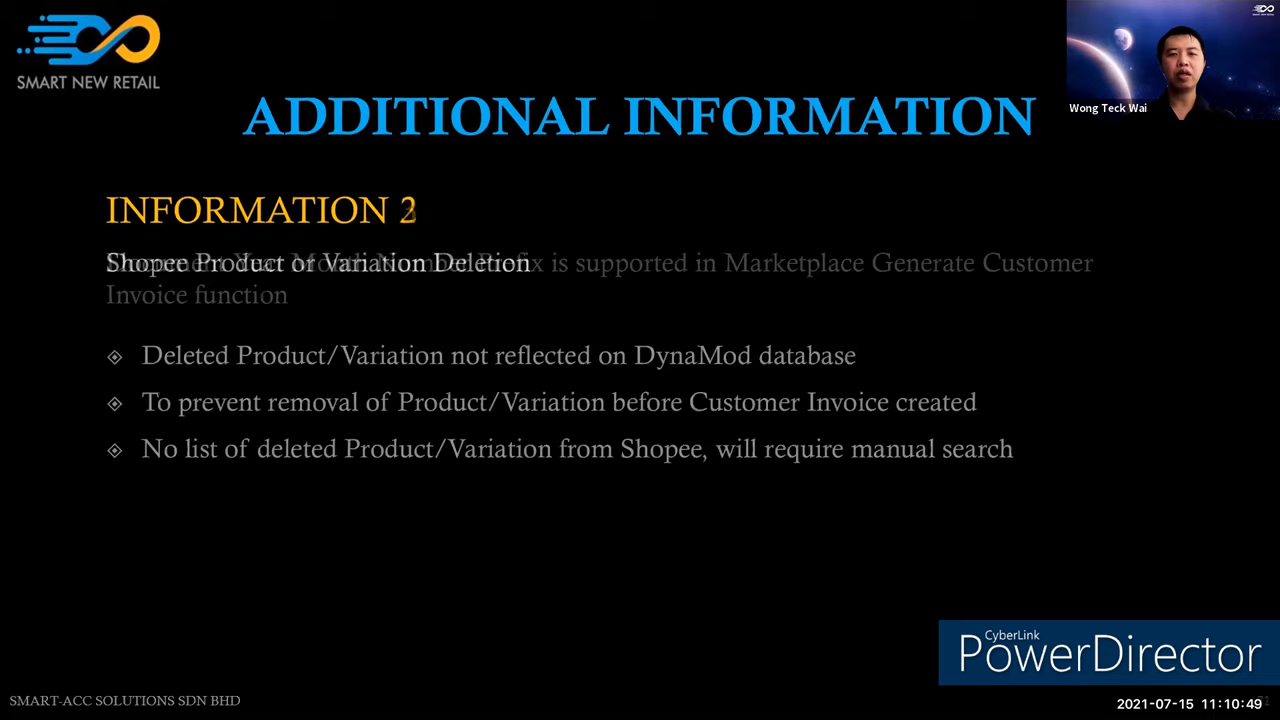 SMART NEW RETAIL
Wong Teck Wai
ADDITIONAL INFORMATION
INFORMATION 2
Shopee Product or Variation Deletion is supported in Marketplace Generate Customer
Invoice function
Deleted Product/Variation not reflected on DynaMod database
To prevent removal of Product/Variation before Customer Invoice created
No list of deleted Product/Variation from Shopee, will require manual search
CyberLink
PowerDirector
SMART-ACC SOLUTIONS SDN BHD
2021-07-15 11:10:49